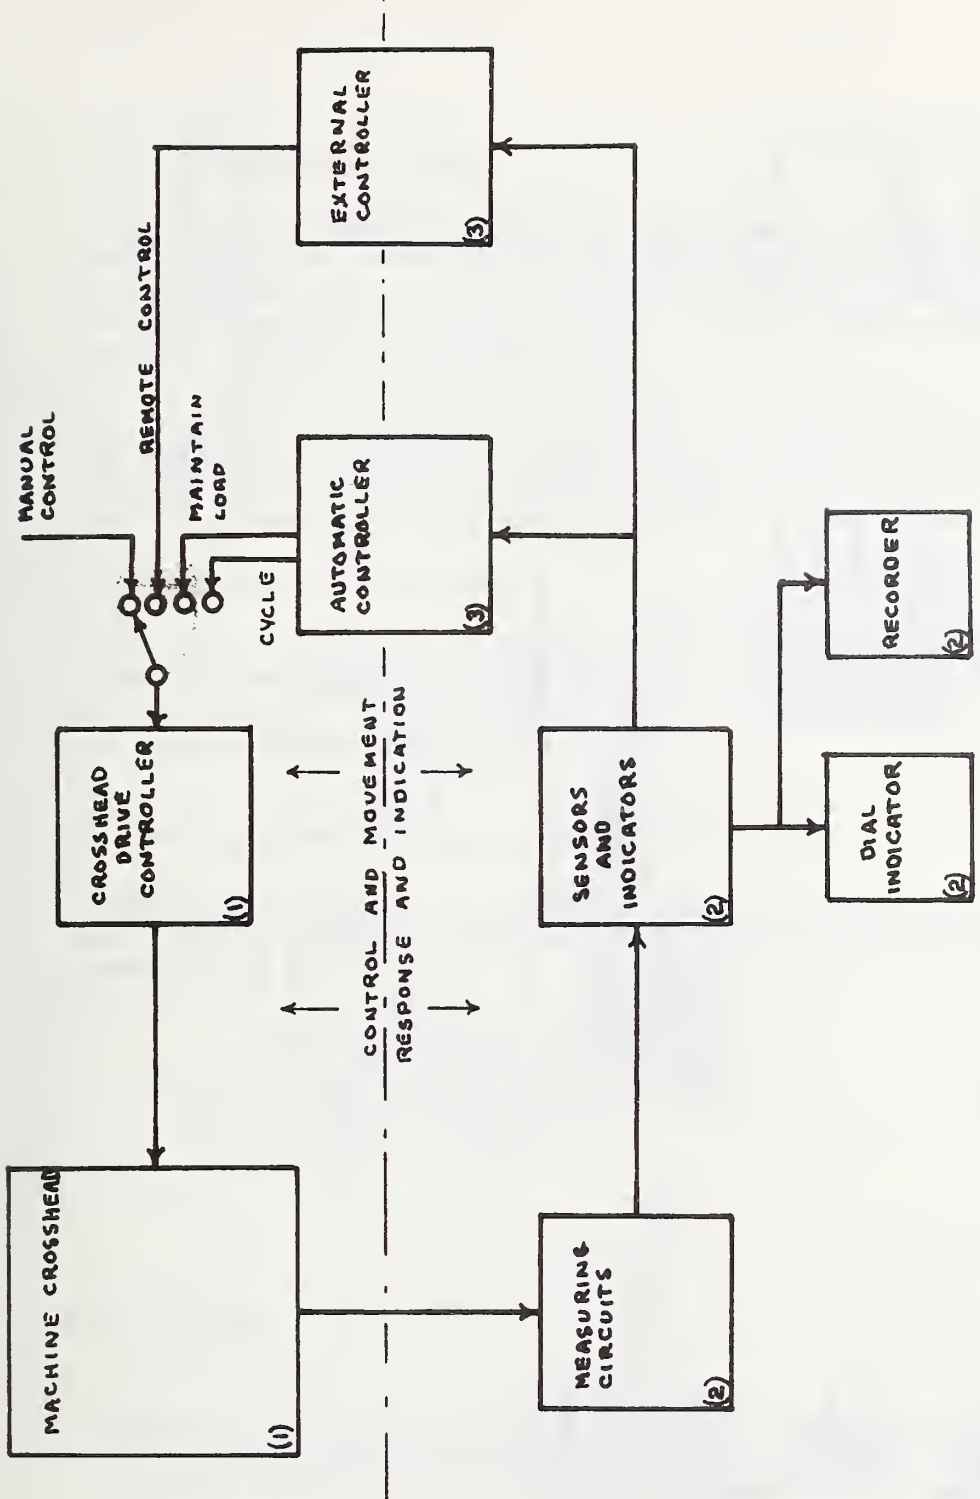 MACHINE CROSSHEAD
(1)
CROSSHEAD
DRIVE
CONTROLLER
(1)
MANUAL
CONTROL
REMOTE CONTROL
MAINTAIN
LOAD
CYCLE
AUTOMATIC
CONTROLLER
(3)
EXTERNAL
CONTROLLER
(3)
CONTROL AND MOVEMENT
RESPONSE AND INDICATION
MEASURING
CIRCUITS
(2)
SENSORS
AND
INDICATORS
(2)
DIAL
INDICATOR
(2)
RECORDER
(2)